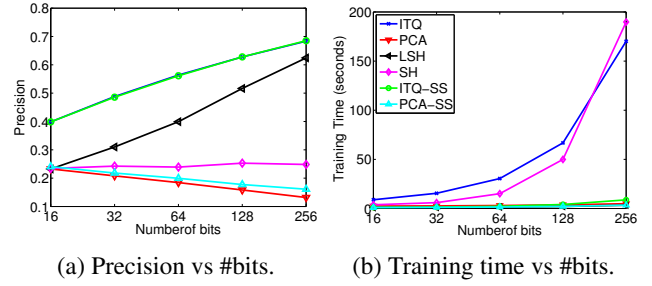 0.8
0.7
0.6
0.5
0.4
0.3
0.2
0.1
Precision
16 32 64 128 256
Numberof bits
(a) Precision vs #bits.
200
150
100
50
0
Training Time (seconds)
ITQ
PCA
LSH
SH
ITQ-SS
PCA-SS
16 32 64 128 256
Numberof bits
(b) Training time vs #bits.